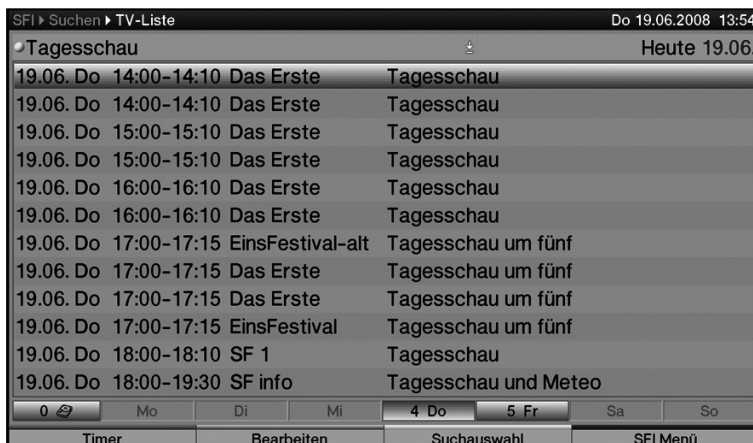 SFI Suchen TV-Liste Do 19.06.2008 13:54
Tagesschau Heute 19.06.
19.06. Do 14:00-14:10 Das Erste Tagesschau
19.06. Do 14:00-14:10 Das Erste Tagesschau
19.06. Do 15:00-15:10 Das Erste Tagesschau
19.06. Do 15:00-15:10 Das Erste Tagesschau
19.06. Do 16:00-16:10 Das Erste Tagesschau
19.06. Do 16:00-16:10 Das Erste Tagesschau
19.06. Do 17:00-17:15 EinsFestival-alt Tagesschau um fünf
19.06. Do 17:00-17:15 Das Erste Tagesschau um fünf
19.06. Do 17:00-17:15 Das Erste Tagesschau um fünf
19.06. Do 17:00-17:15 EinsFestival Tagesschau um fünf
19.06. Do 18:00-18:10 SF 1 Tagesschau
19.06. Do 18:00-19:30 SF info Tagesschau und Meteo
0 Mo Di Mi 4 Do 5 Fr Sa So
Timer Bearbeiten Suchauswahl SFI Menü